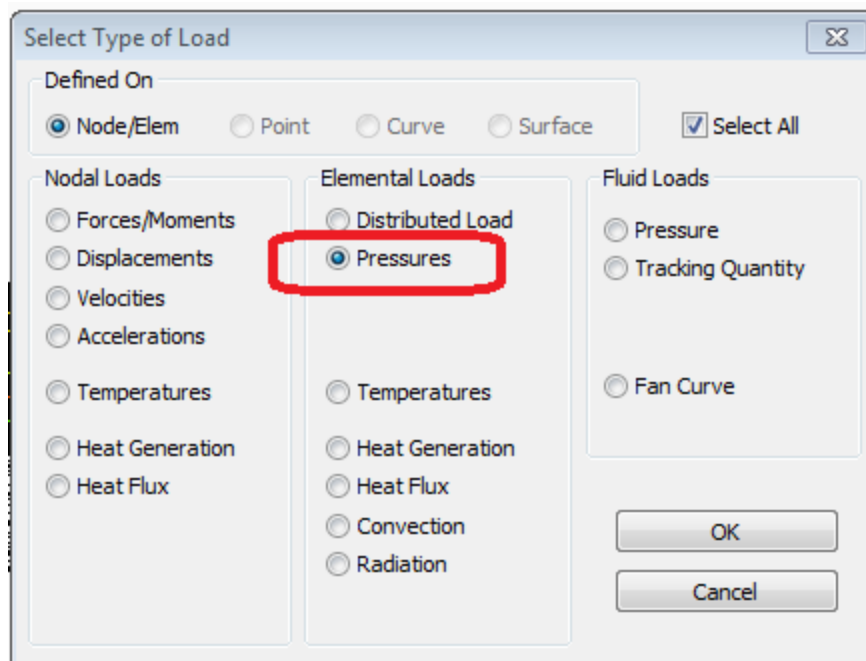 Select Type of Load
Defined On
Node/Elem Point Curve Surface
Select All
Nodal Loads
Forces/Moments
Displacements
Velocities
Accelerations
Temperatures
Heat Generation
Heat Flux
Elemental Loads
Distributed Load
Pressures
Temperatures
Heat Generation
Heat Flux
Convection
Radiation
Fluid Loads
Pressure
Tracking Quantity
Fan Curve
OK
Cancel